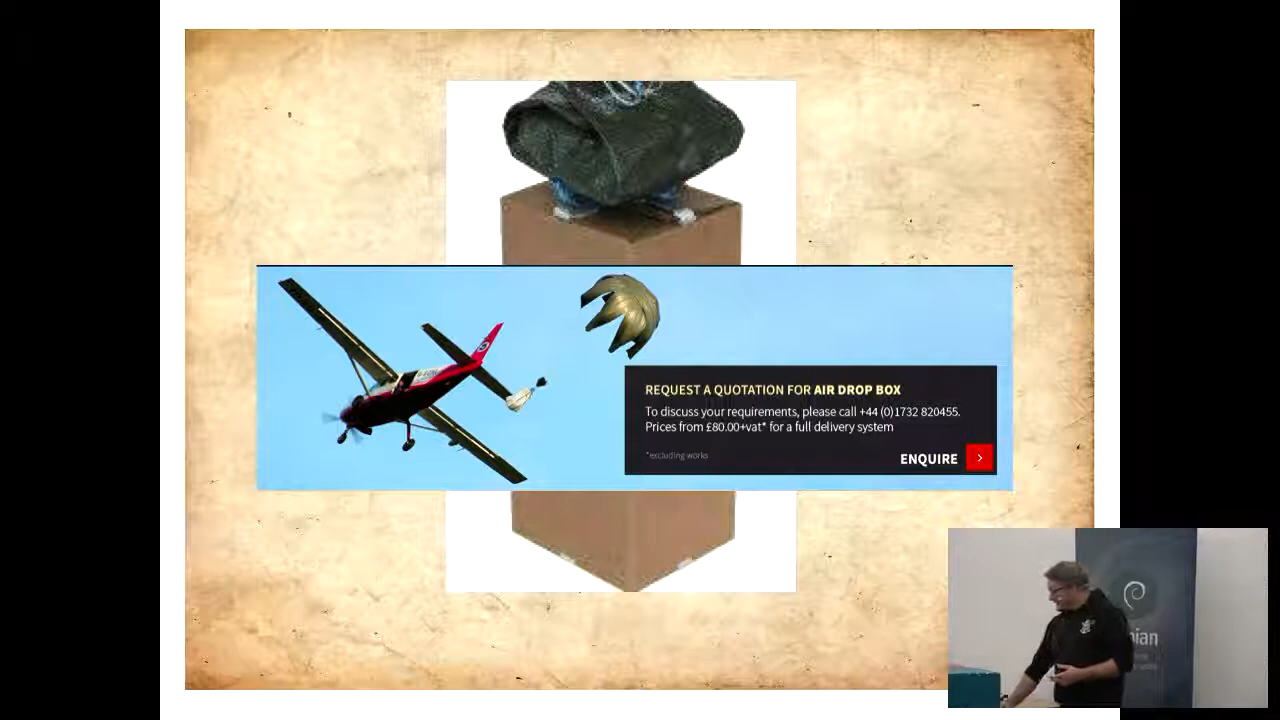 REQUEST A QUOTATION FOR AIR DROP BOX
To discuss your requirements, please call +44 (0)1732 820455.
Prices from £80.00+vat* for a full delivery system
*excluding works
ENQUIRE